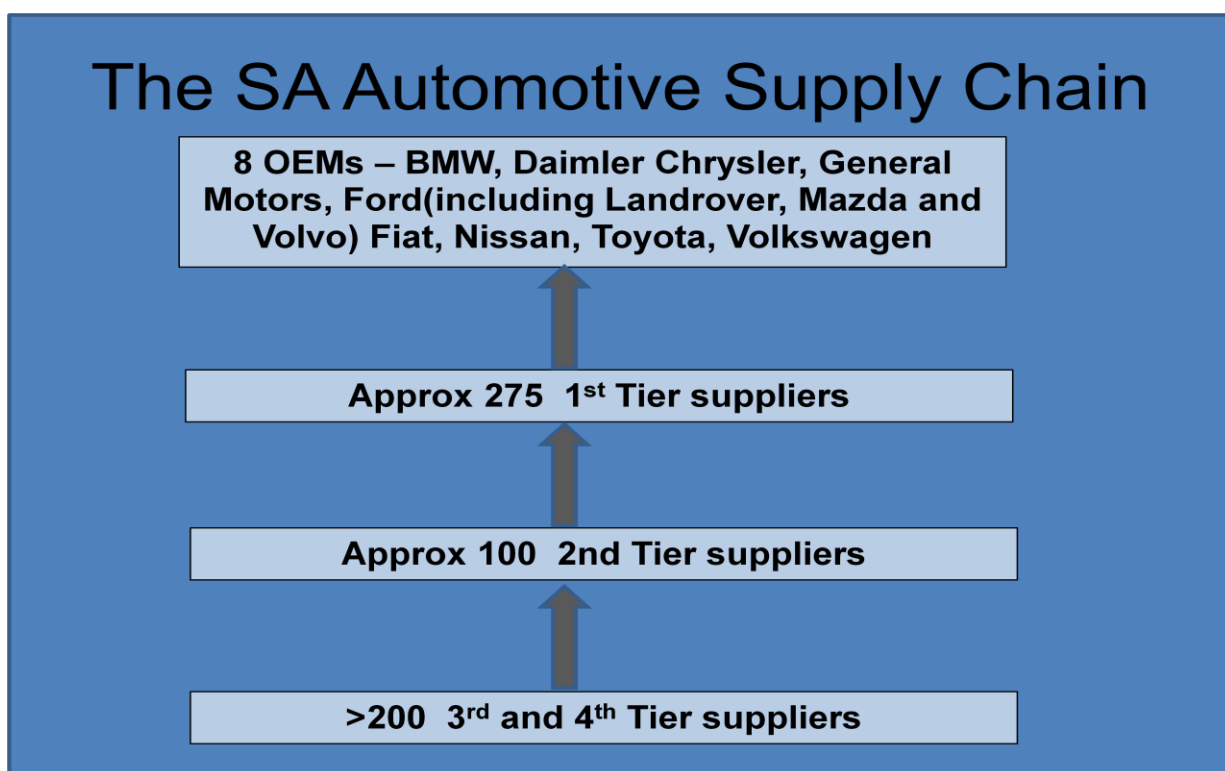 The SA Automotive Supply Chain
8 OEMs – BMW, Daimler Chrysler, General
Motors, Ford(including Landrover, Mazda and
Volvo) Fiat, Nissan, Toyota, Volkswagen
Approx 275 1st Tier suppliers
Approx 100 2nd Tier suppliers
>200 3rd and 4th Tier suppliers